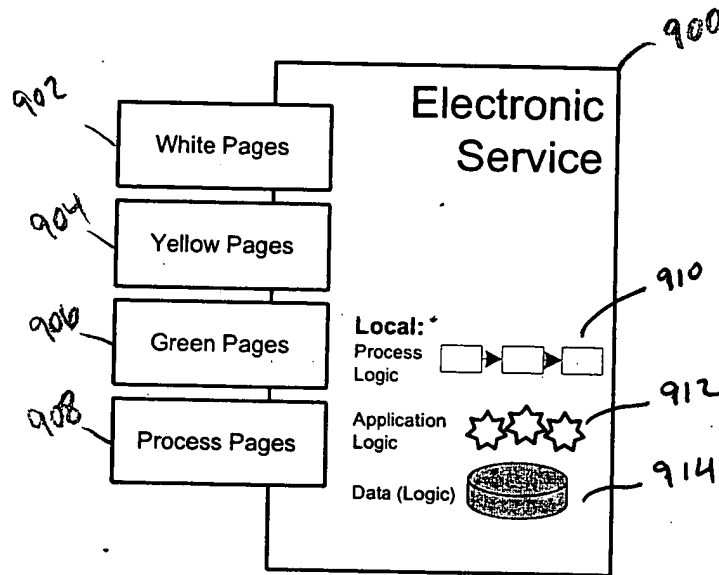 900
Electronic
Service
902
White Pages
904
Yellow Pages
906
Green Pages
908
Process Pages
Local:
Process
Logic
910
Application
Logic
912
Data (Logic)
914